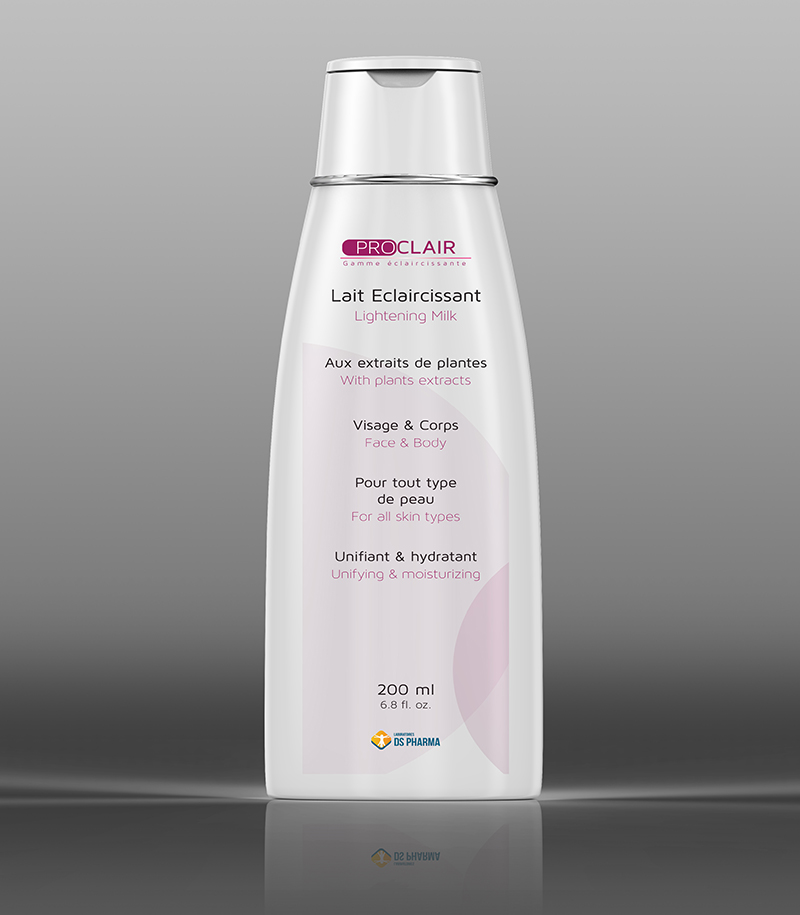 PROCLAIR
Gamme éclaircissante
Lait Eclaircissant
Lightening Milk
Aux extraits de plantes
With plants extracts
Visage & Corps
Face & Body
Pour tout type
de peau
For all skin types
Unifiant & hydratant
Unifying & moisturizing
200 ml
6.8 fl. oz.
LABORATOIRES
DS PHARMA